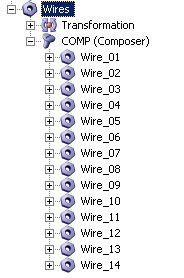 Wires
Transformation
COMP (Composer)
Wire_01
Wire_02
Wire_03
Wire_04
Wire_05
Wire_06
Wire_07
Wire_08
Wire_09
Wire_10
Wire_11
Wire_12
Wire_13
Wire_14